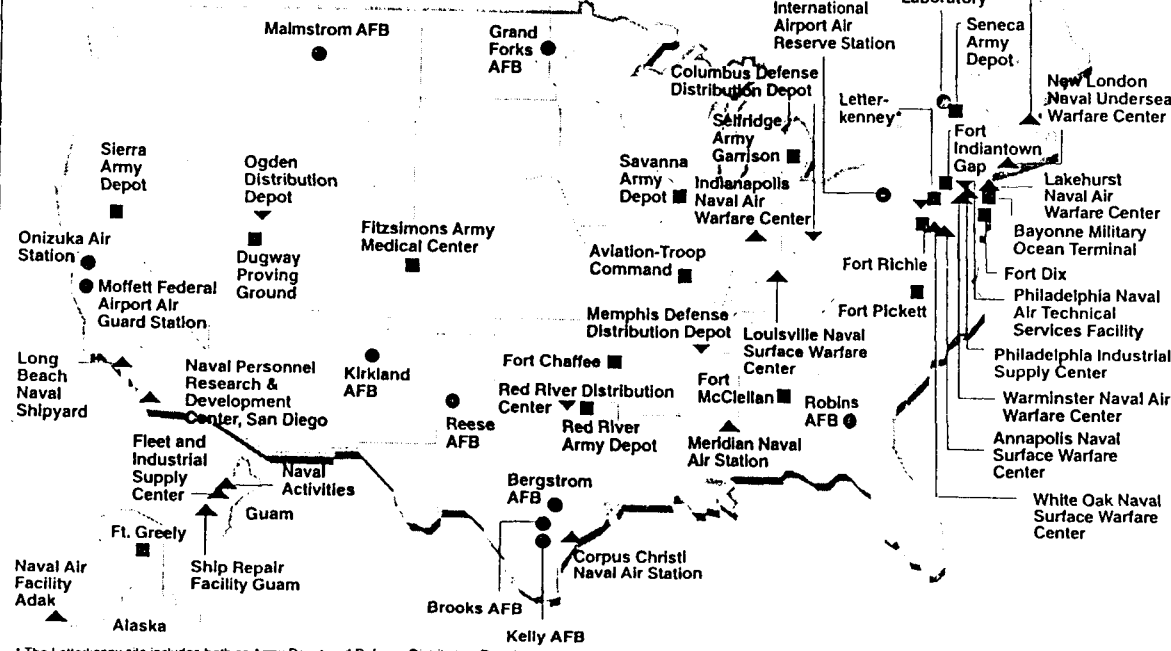 International
Airport Air
Reserve Station
Laboratory
Seneca
Army
Depot
Malmstrom AFB
Grand
Forks
AFB
Columbus Defense
Distribution Depot
New London
Naval Undersea
Warfare Center
Letter-
kenney*
Selfridge
Army
Garrison
Fort
Indiantown
Gap
Sierra
Army
Depot
Ogden
Distribution
Depot
Savanna
Army
Depot
Indianapolis
Naval Air
Warfare Center
Lakehurst
Naval Air
Warfare Center
Bayonne Military
Ocean Terminal
Onizuka Air
Station
Dugway
Proving
Ground
Fitzsimons Army
Medical Center
Aviation-Troop
Command
Fort Richie
Fort Dix
Moffett Federal
Airport Air
Guard Station
Fort Pickett
Philadelphia Naval
Air Technical
Services Facility
Memphis Defense
Distribution Depot
Louisville Naval
Surface Warfare
Center
Philadelphia Industrial
Supply Center
Long
Beach
Naval
Shipyard
Naval Personnel
Research &
Development
Center, San Diego
Kirkland
AFB
Fort Chaffee
Fort
McClellan
Red River Distribution
Center
Red River
Army Depot
Reese
AFB
Robins
AFB
Warminster Naval Air
Warfare Center
Meridian Naval
Air Station
Annapolis Naval
Surface Warfare
Center
Fleet and
Industrial
Supply
Center
Naval
Activities
Guam
Bergstrom
AFB
White Oak Naval
Surface Warfare
Center
Ft. Greely
Ship Repair
Facility Guam
Corpus Christi
Naval Air Station
Naval Air
Facility
Adak
Alaska
Brooks AFB
Kelly AFB